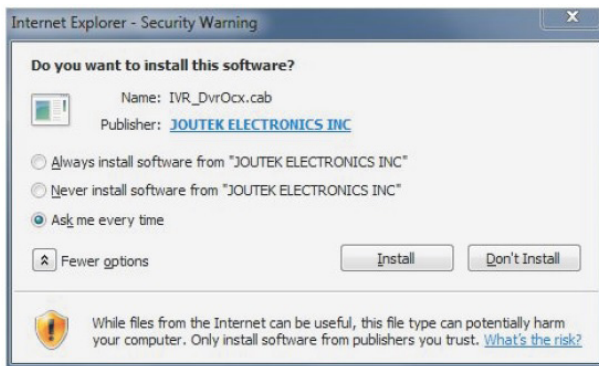 Internet Explorer - Security Warning
Do you want to install this software?
Name: IVR_DvrOcx.cab
Publisher: JOUTEK ELECTRONICS INC
Always install software from "JOUTEK ELECTRONICS INC"
Never install software from "JOUTEK ELECTRONICS INC"
Ask me every time
Fewer options
Install
Don't Install
While files from the Internet can be useful, this file type can potentially harm
your computer. Only install software from publishers you trust. What's the risk?